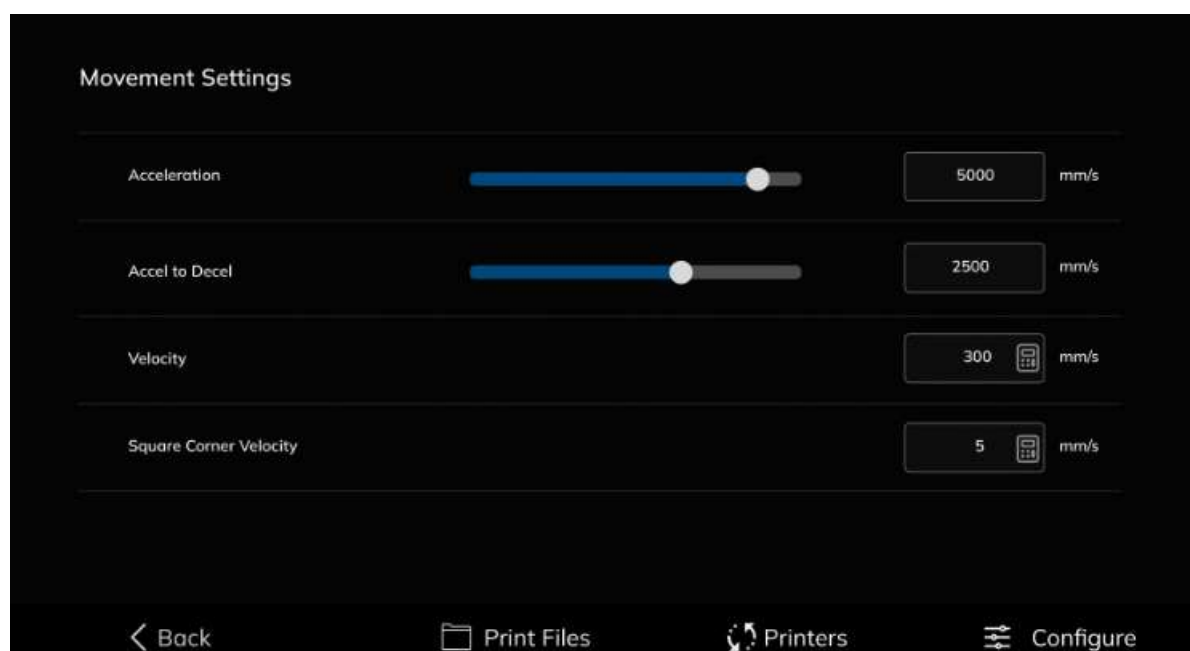 Movement Settings
Acceleration 5000 mm/s
Accel to Decel 2500 mm/s
Velocity 300 mm/s
Square Corner Velocity 5 mm/s
Back Print Files Printers Configure